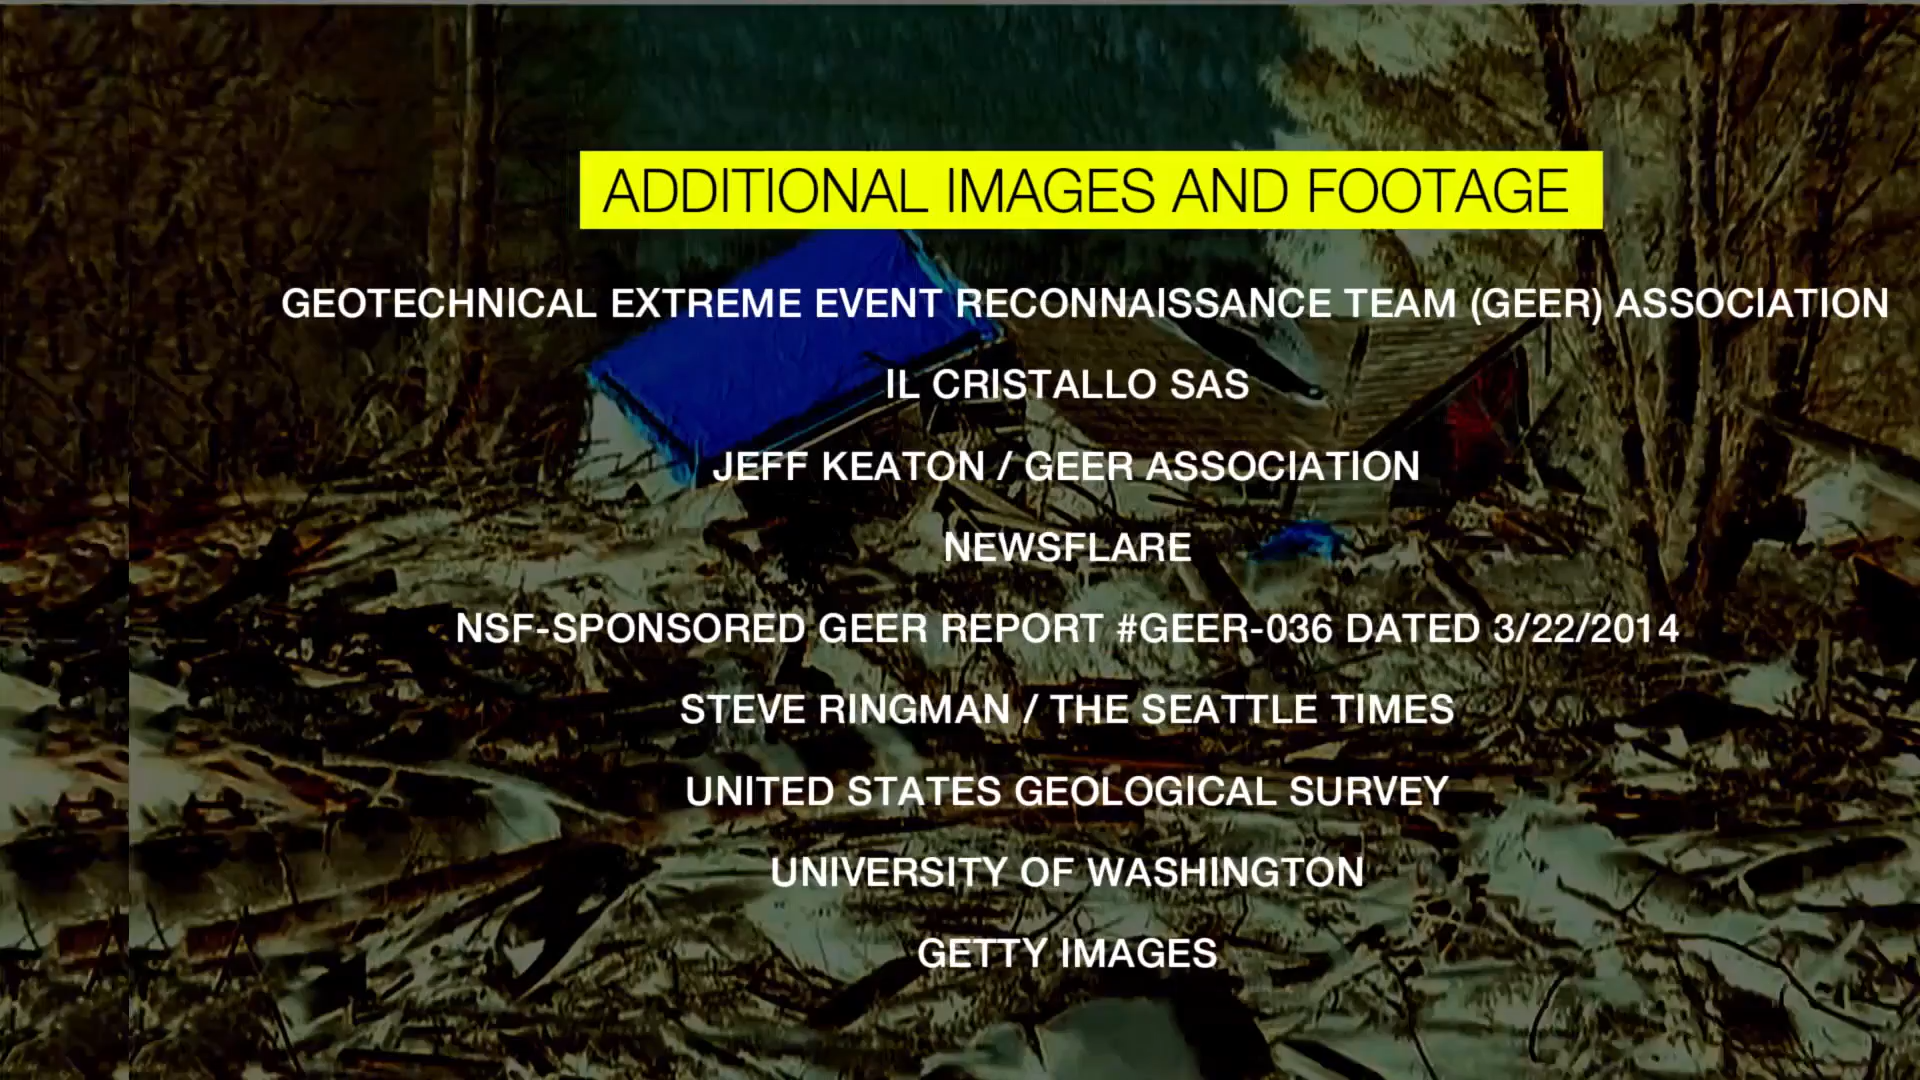 ADDITIONAL IMAGES AND FOOTAGE
GEOTECHNICAL EXTREME EVENT RECONNAISSANCE TEAM (GEER) ASSOCIATION
IL CRISTALLO SAS
JEFF KEATON / GEER ASSOCIATION
NEWSFLARE
NSF-SPONSORED GEER REPORT #GEER-036 DATED 3/22/2014
STEVE RINGMAN / THE SEATTLE TIMES
UNITED STATES GEOLOGICAL SURVEY
UNIVERSITY OF WASHINGTON
GETTY IMAGES